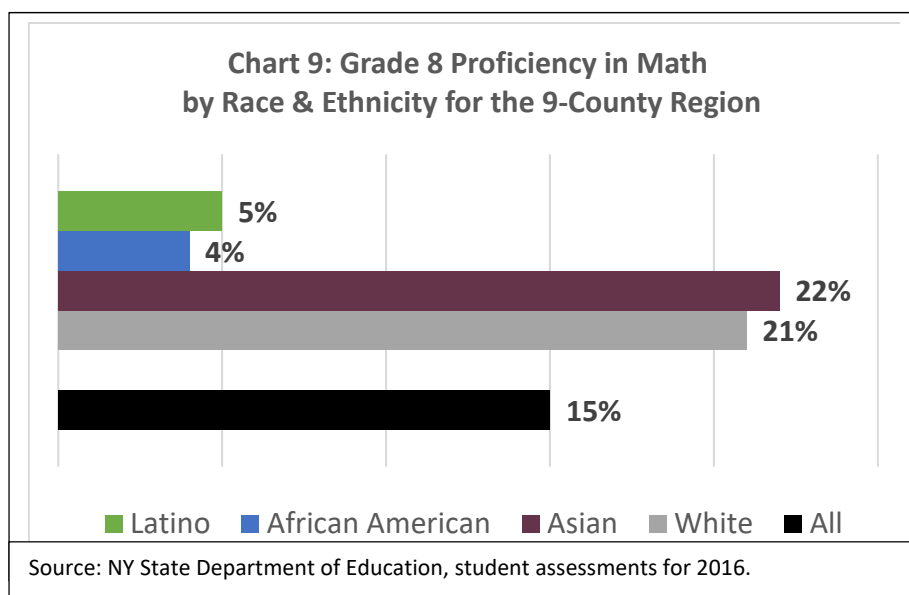 Chart 9: Grade 8 Proficiency in Math
by Race & Ethnicity for the 9-County Region
5%
4%
22%
21%
15%
Latino African American Asian White All
Source: NY State Department of Education, student assessments for 2016.